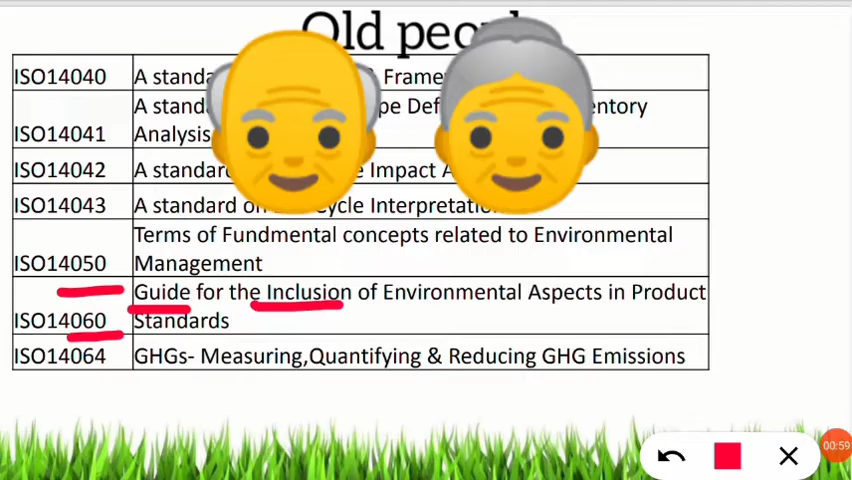 Old peop
ISO14040 A standa & Frame
A stand pe Def entory
ISO14041 Analysis
ISO14042 A standar e Impact A
ISO14043 A standard on Cycle Interpretatio
Terms of Fundmental concepts related to Environmental
ISO14050 Management
Guide for the Inclusion of Environmental Aspects in Product
ISO14060 Standards
ISO14064 GHGs- Measuring,Quantifying & Reducing GHG Emissions
00:59